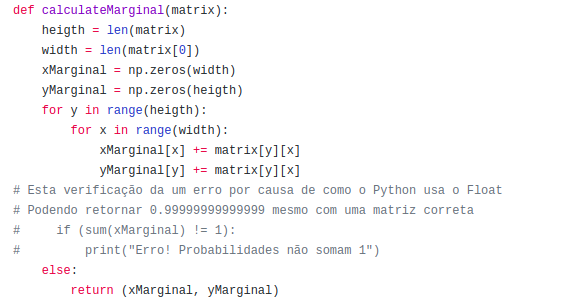 def calculateMarginal(matrix):
    heigth = len(matrix)
    width = len(matrix[0])
    xMarginal = np.zeros(width)
    yMarginal = np.zeros(heigth)
    for y in range(heigth):
        for x in range(width):
            xMarginal[x] += matrix[y][x]
            yMarginal[y] += matrix[y][x]
# Esta verificação da um erro por causa de como o Python usa o Float
# Podendo retornar 0.99999999999999 mesmo com uma matriz correta
#     if (sum(xMarginal) != 1):
#         print("Erro! Probabilidades não somam 1")
    else:
        return (xMarginal, yMarginal)